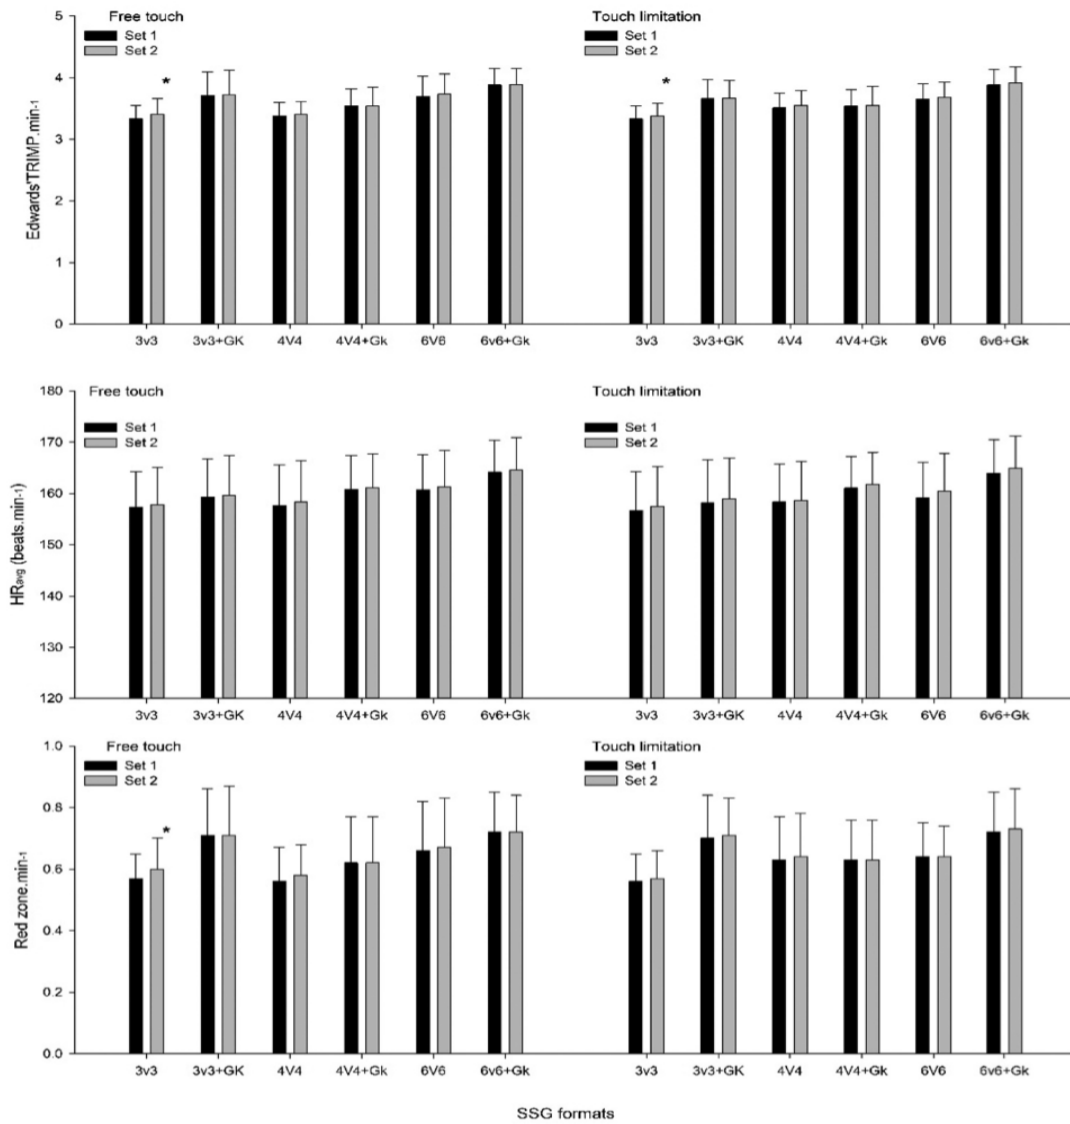 Free touch
Set 1
Set 2
Touch limitation
Set 1
Set 2
5
4
3
2
1
0
Edwards'TRIMP.min-1
*
*
3v3 3v3+GK 4V4 4V4+Gk 6V6 6v6+Gk 3v3 3v3+GK 4V4 4V4+Gk 6V6 6v6+Gk
Free touch
Set 1
Set 2
Touch limitation
Set 1
Set 2
180
170
160
150
140
130
120
HRavg (beats.min-1)
3v3 3v3+GK 4V4 4V4+Gk 6V6 6v6+Gk 3v3 3v3+GK 4V4 4V4+Gk 6V6 6v6+Gk
Free touch
Set 1
Set 2
Touch limitation
Set 1
Set 2
1.0
0.8
0.6
0.4
0.2
0.0
Red zone.min-1
*
3v3 3v3+GK 4V4 4V4+Gk 6V6 6v6+Gk 3v3 3v3+GK 4V4 4V4+Gk 6V6 6v6+Gk
SSG formats